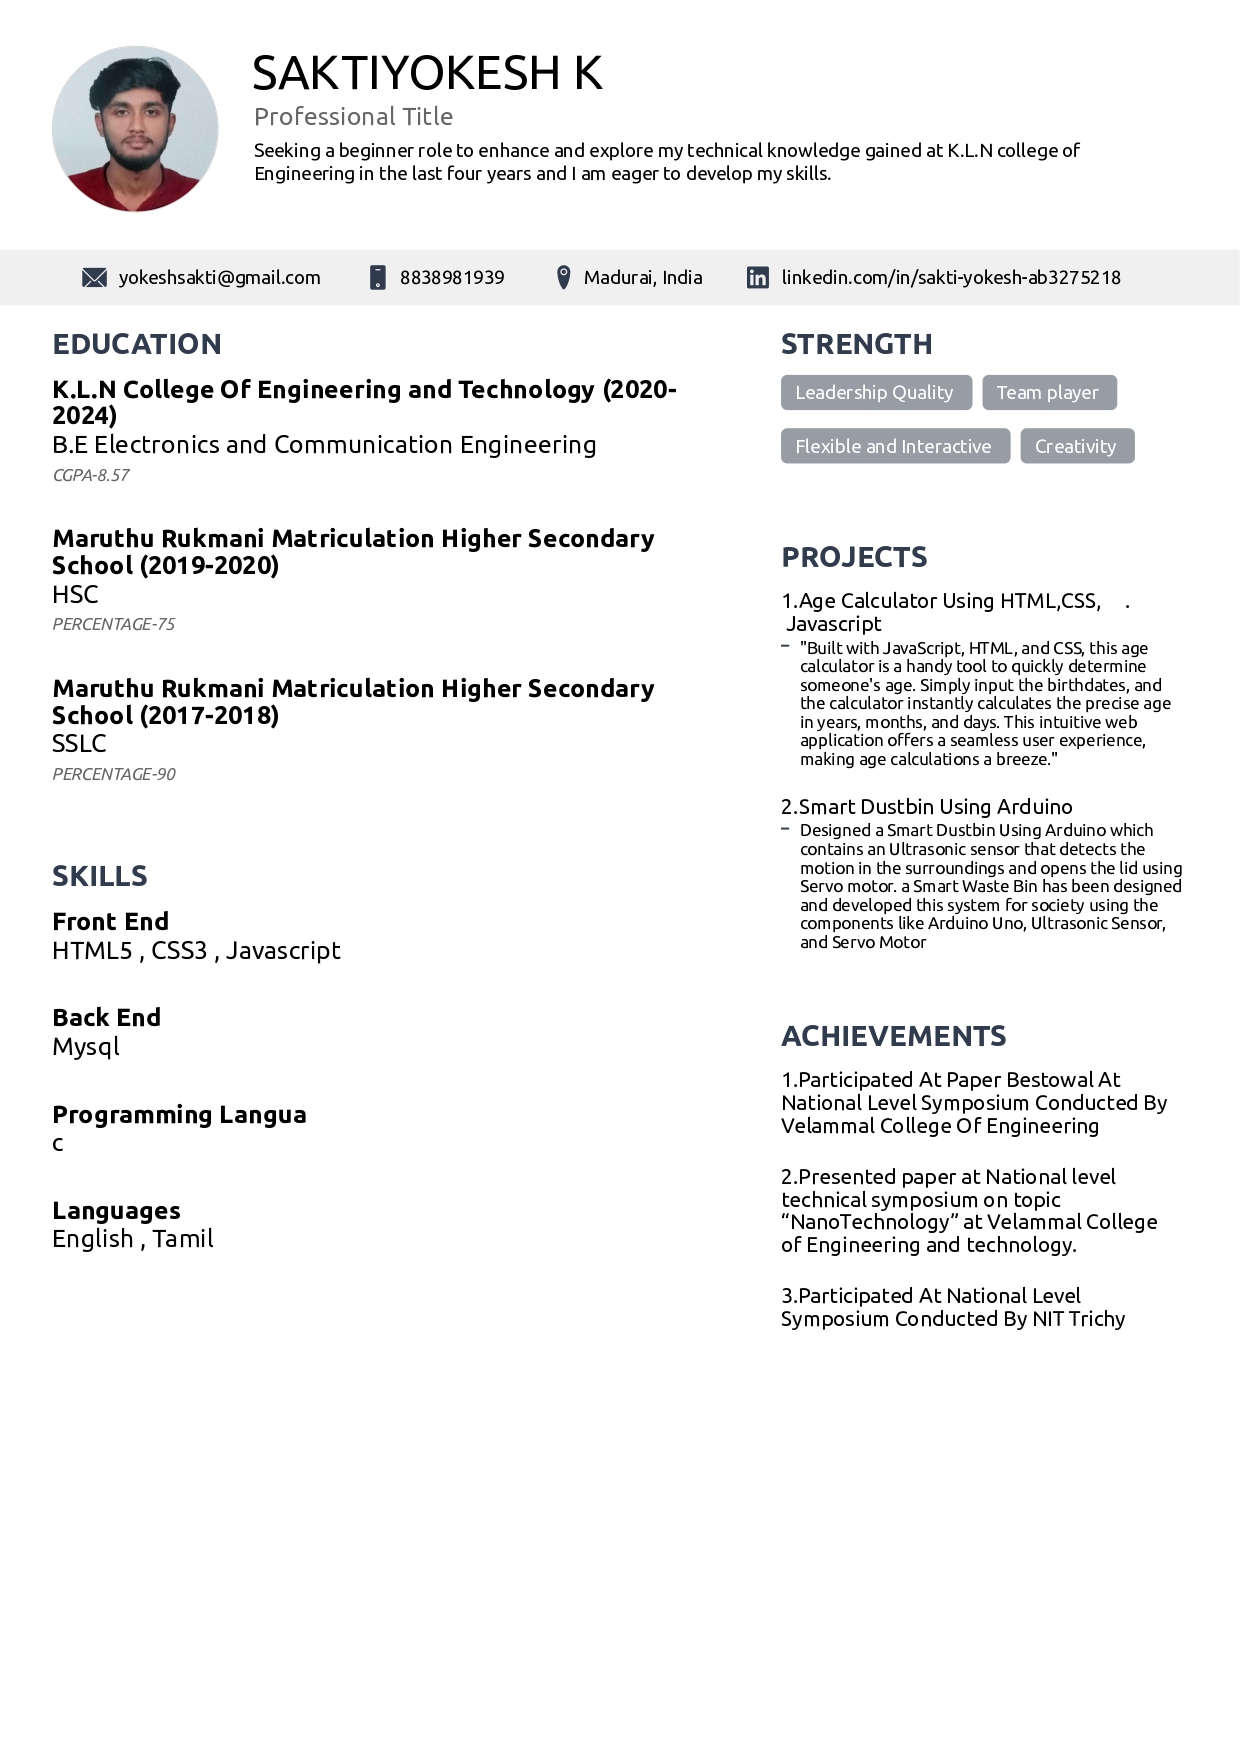 SAKTIYOKESH K
Professional Title
Seeking a beginner role to enhance and explore my technical knowledge gained at K.L.N college of
Engineering in the last four years and I am eager to develop my skills.
yokeshsakti@gmail.com
8838981939
Madurai, India
linkedin.com/in/sakti-yokesh-ab3275218
EDUCATION
K.L.N College Of Engineering and Technology (2020-
2024)
B.E Electronics and Communication Engineering
CGPA-8.57
Maruthu Rukmani Matriculation Higher Secondary
School (2019-2020)
HSC
PERCENTAGE-75
Maruthu Rukmani Matriculation Higher Secondary
School (2017-2018)
SSLC
PERCENTAGE-90
SKILLS
Front End
HTML5 , CSS3 , Javascript
Back End
Mysql
Programming Langua
c
Languages
English , Tamil
STRENGTH
Leadership Quality
Team player
Flexible and Interactive
Creativity
PROJECTS
1.Age Calculator Using HTML,CSS, .
Javascript
– "Built with JavaScript, HTML, and CSS, this age
calculator is a handy tool to quickly determine
someone's age. Simply input the birthdates, and
the calculator instantly calculates the precise age
in years, months, and days. This intuitive web
application offers a seamless user experience,
making age calculations a breeze."
2.Smart Dustbin Using Arduino
– Designed a Smart Dustbin Using Arduino which
contains an Ultrasonic sensor that detects the
motion in the surroundings and opens the lid using
Servo motor. a Smart Waste Bin has been designed
and developed this system for society using the
components like Arduino Uno, Ultrasonic Sensor,
and Servo Motor
ACHIEVEMENTS
1.Participated At Paper Bestowal At
National Level Symposium Conducted By
Velammal College Of Engineering
2.Presented paper at National level
technical symposium on topic
“NanoTechnology” at Velammal College
of Engineering and technology.
3.Participated At National Level
Symposium Conducted By NIT Trichy